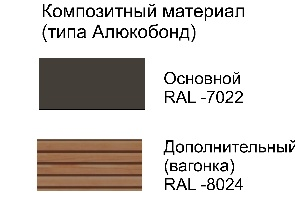 Композитный материал
(типа Алюкобонд)
Основной
RAL -7022
Дополнительный
(вагонка)
RAL -8024